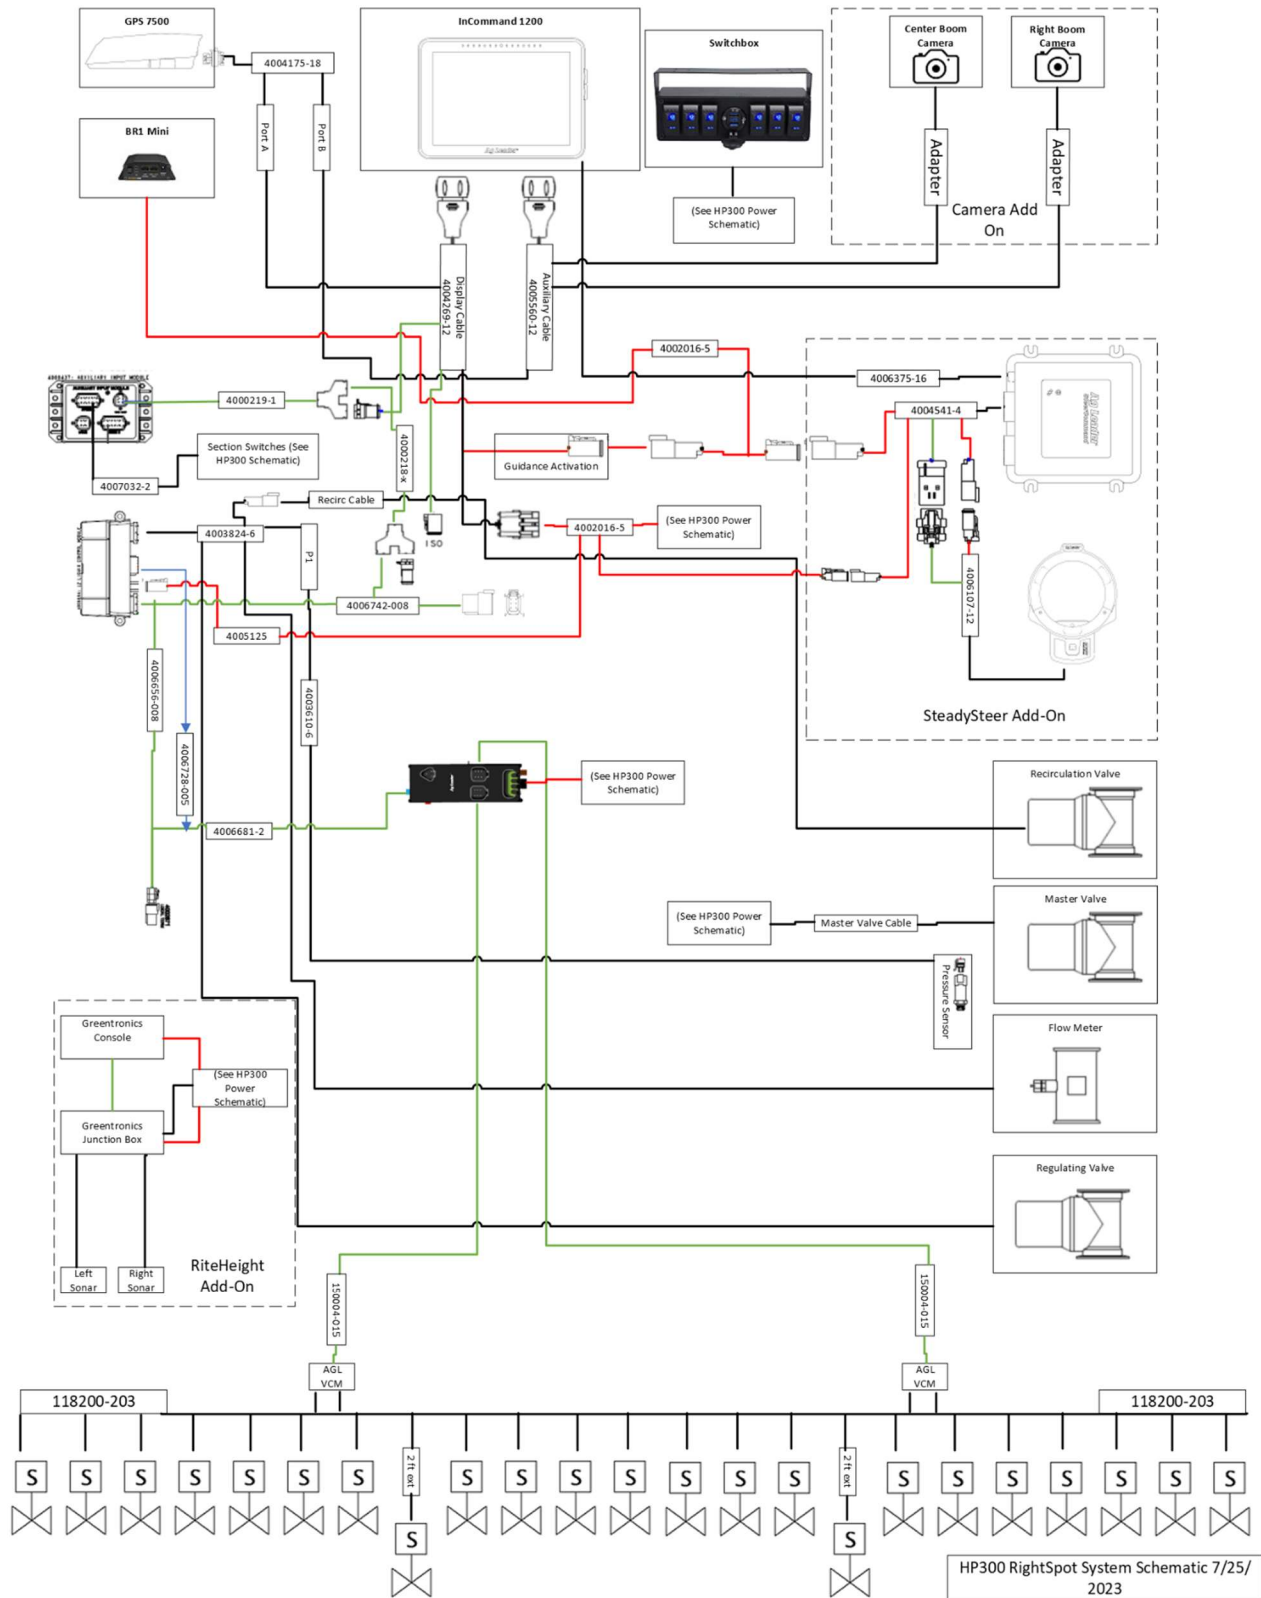 GPS 7500
InCommand 1200
Switchbox
Center Boom
Camera
Right Boom
Camera
4004175-18
BR1 Mini
Port A
Port B
Ag Leader
Adapter
Adapter
(See HP300 Power
Schematic)
Camera Add
On
Display Cable
4004269-12
Auxiliary Cable
4005560-12
4002016-5
4006375-16
AUXILIARY INPUT MODULE
4000219-1
4004541-4
Ag Leader
Section Switches (See
HP300 Schematic)
4000218-x
Guidance Activation
4007032-2
Recirc Cable
ISO
4003824-6
P1
4002016-5
(See HP300 Power
Schematic)
4006107-12
4006742-008
4005125
4006656-008
4003610-6
SteadySteer Add-On
4006728-005
(See HP300 Power
Schematic)
Recirculation Valve
4006681-2
Master Valve
(See HP300 Power
Schematic)
Master Valve Cable
Pressure Sensor
Greentronics
Console
Flow Meter
(See HP300
Power
Schematic)
Greentronics
Junction Box
Regulating Valve
RiteHeight
Add-On
Left
Sonar
Right
Sonar
150004-015
150004-015
AGL
VCM
AGL
VCM
118200-203
118200-203
2 ft ext
2 ft ext
S S S S S S S S S S S S S S S S S S S S S
S S
HP300 RightSpot System Schematic 7/25/
2023